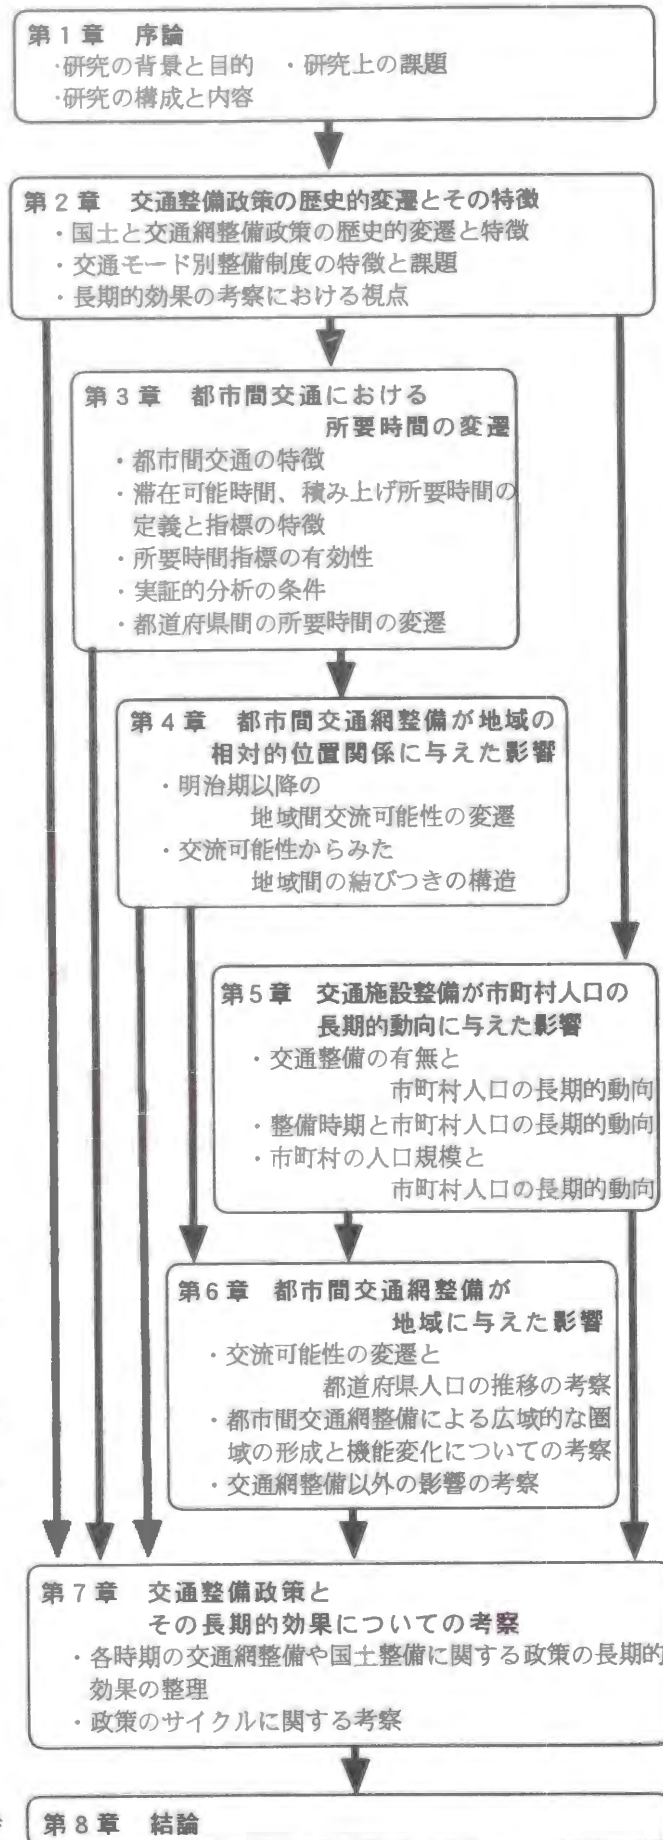 第1章 序論
・研究の背景と目的 ・研究上の課題
・研究の構成と内容
第2章 交通整備政策の歴史的変遷とその特徴
・国土と交通網整備政策の歴史的変遷と特徴
・交通モード別整備制度の特徴と課題
・長期的効果の考察における視点
第3章 都市間交通における
所要時間の変遷
・都市間交通の特徴
・滞在可能時間、積み上げ所要時間の
定義と指標の特徴
・所要時間指標の有効性
・実証的分析の条件
・都道府県間の所要時間の変遷
第4章 都市間交通網整備が地域の
相対的位置関係に与えた影響
・明治期以降の
地域間交流可能性の変遷
・交流可能性からみた
地域間の結びつきの構造
第5章 交通施設整備が市町村人口の
長期的動向に与えた影響
・交通整備の有無と
市町村人口の長期的動向
・整備時期と市町村人口の長期的動向
・市町村の人口規模と
市町村人口の長期的動向
第6章 都市間交通網整備が
地域に与えた影響
・交流可能性の変遷と
都道府県人口の推移の考察
・都市間交通網整備による広域的な圏
域の形成と機能変化についての考察
・交通網整備以外の影響の考察
第7章 交通整備政策と
その長期的効果についての考察
・各時期の交通網整備や国土整備に関する政策の長期的
効果の整理
・政策のサイクルに関する考察
第8章 結論